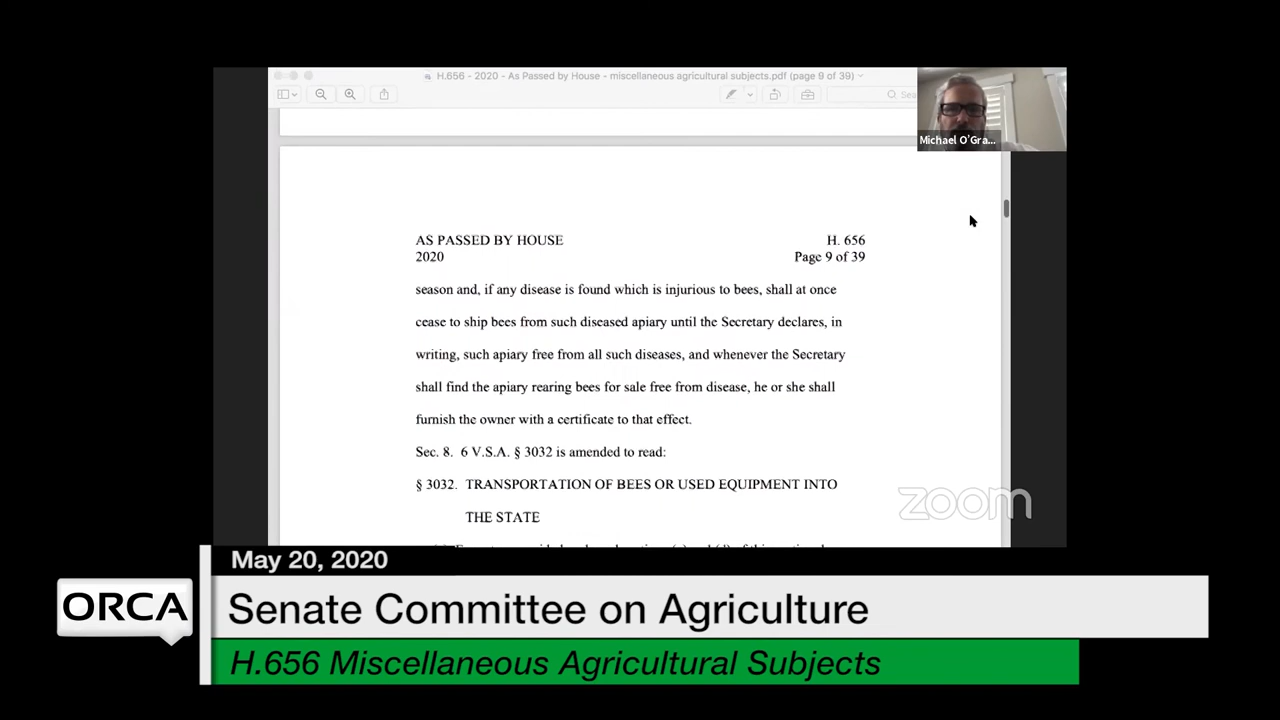 H.656 - 2020 - As Passed by House - miscellaneous agricultural subjects.pdf (page 9 of 39)
Michael O'Gra...
AS PASSED BY HOUSE H. 656
2020 Page 9 of 39
season and, if any disease is found which is injurious to bees, shall at once
cease to ship bees from such diseased apiary until the Secretary declares, in
writing, such apiary free from all such diseases, and whenever the Secretary
shall find the apiary rearing bees for sale free from disease, he or she shall
furnish the owner with a certificate to that effect.
Sec. 8. 6 V.S.A. § 3032 is amended to read:
§ 3032. TRANSPORTATION OF BEES OR USED EQUIPMENT INTO
THE STATE
zoom
May 20, 2020
ORCA
Senate Committee on Agriculture
H.656 Miscellaneous Agricultural Subjects